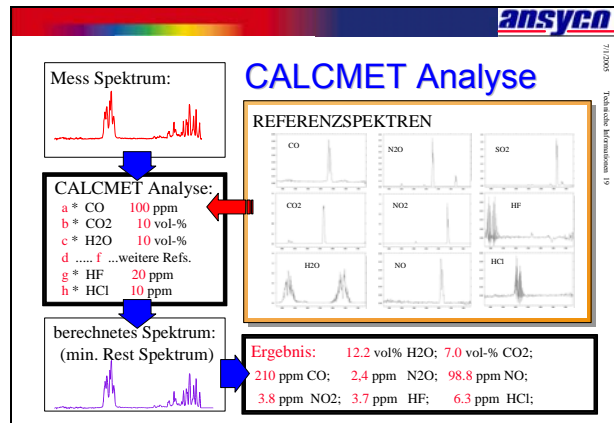 ansyco
7/1/2005 Technische Informationen 19
CALCMET Analyse
Mess Spektrum:
REFERENZSPEKTREN
CO
N2O
SO2
CO2
NO2
HF
H2O
NO
HCl
CALCMET Analyse:
a * CO 100 ppm
b * CO2 10 vol-%
c * H2O 10 vol-%
d ..... f ...weitere Refs.
g * HF 20 ppm
h * HCl 10 ppm
berechnetes Spektrum:
(min. Rest Spektrum)
Ergebnis: 12.2 vol% H2O; 7.0 vol-% CO2;
210 ppm CO; 2,4 ppm N2O; 98.8 ppm NO;
3.8 ppm NO2; 3.7 ppm HF; 6.3 ppm HCl;